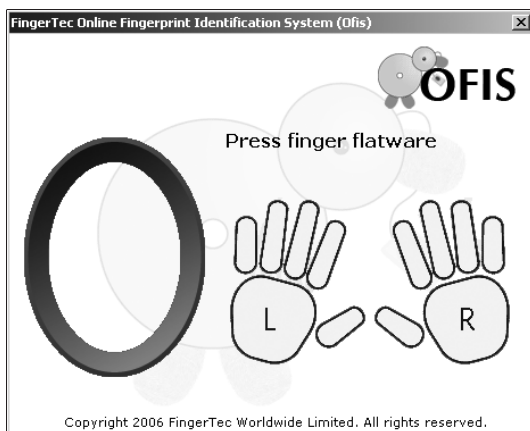 FingerTec Online Fingerprint Identification System (Ofis)
OFIS
Press finger flatware
L
R
Copyright 2006 FingerTec Worldwide Limited. All rights reserved.